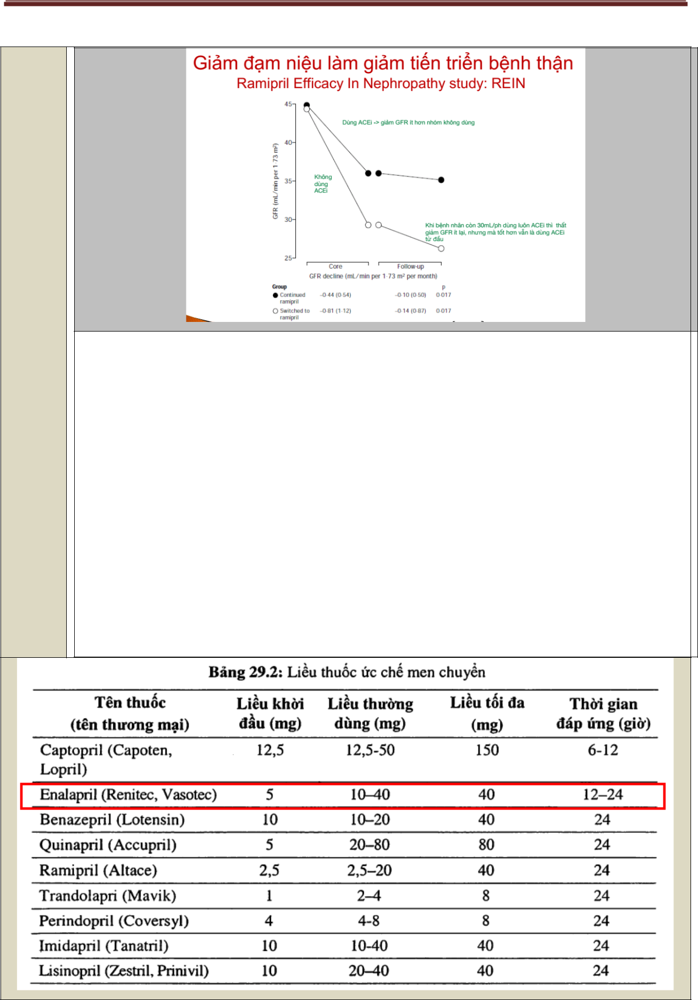 Giảm đạm niệu làm giảm tiến triển bệnh thận
Ramipril Efficacy In Nephropathy study: REIN
45
40
35
30
25
GFR (mL/min per 1·73 m²)
Dùng ACEi -> giảm GFR ít hơn nhóm không dùng
Không
dùng
ACEi
Khi bệnh nhân còn 30mL/ph dùng luôn ACEi thì thất
giảm GFR ít lại, nhưng mà tốt hơn vẫn là dùng ACEi
từ đầu
Core Follow-up
GFR decline (mL/min per 1·73 m² per month)
Group p
Continued –0·44 (0·54) –0·10 (0·50) 0·017
ramipril
Switched to –0·81 (1·12) –0·14 (0·87) 0·017
ramipril
Bảng 29.2: Liều thuốc ức chế men chuyển
Tên thuốc Liều khời Liều thường Liều tối đa Thời gian
(tên thương mại) đầu (mg) dùng (mg) (mg) đáp ứng (giờ)
Captopril (Capoten, 12,5 12,5-50 150 6-12
Lopril)
Enalapril (Renitec, Vasotec) 5 10–40 40 12–24
Benazepril (Lotensin) 10 10–20 40 24
Quinapril (Accupril) 5 20–80 80 24
Ramipril (Altace) 2,5 2,5–20 40 24
Trandolapri (Mavik) 1 2–4 8 24
Perindopril (Coversyl) 4 4-8 8 24
Imidapril (Tanatril) 10 10-40 40 24
Lisinopril (Zestril, Prinivil) 10 20–40 40 24